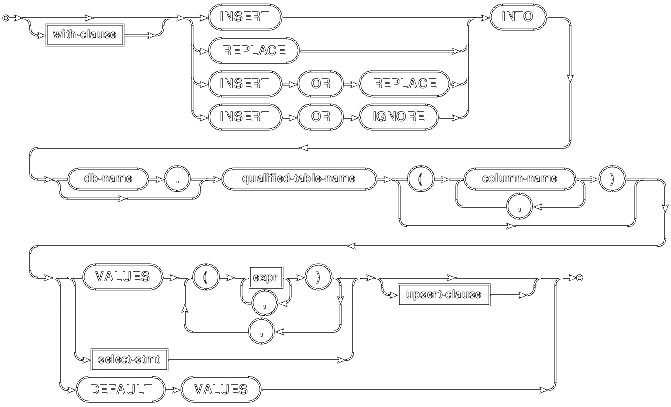 INSERT INTO
with-clause
REPLACE
INSERT OR REPLACE
INSERT OR IGNORE
db-name . qualified-table-name ( column-name )
,
VALUES ( expr )
, upsert-clause
,
select-stmt
DEFAULT VALUES